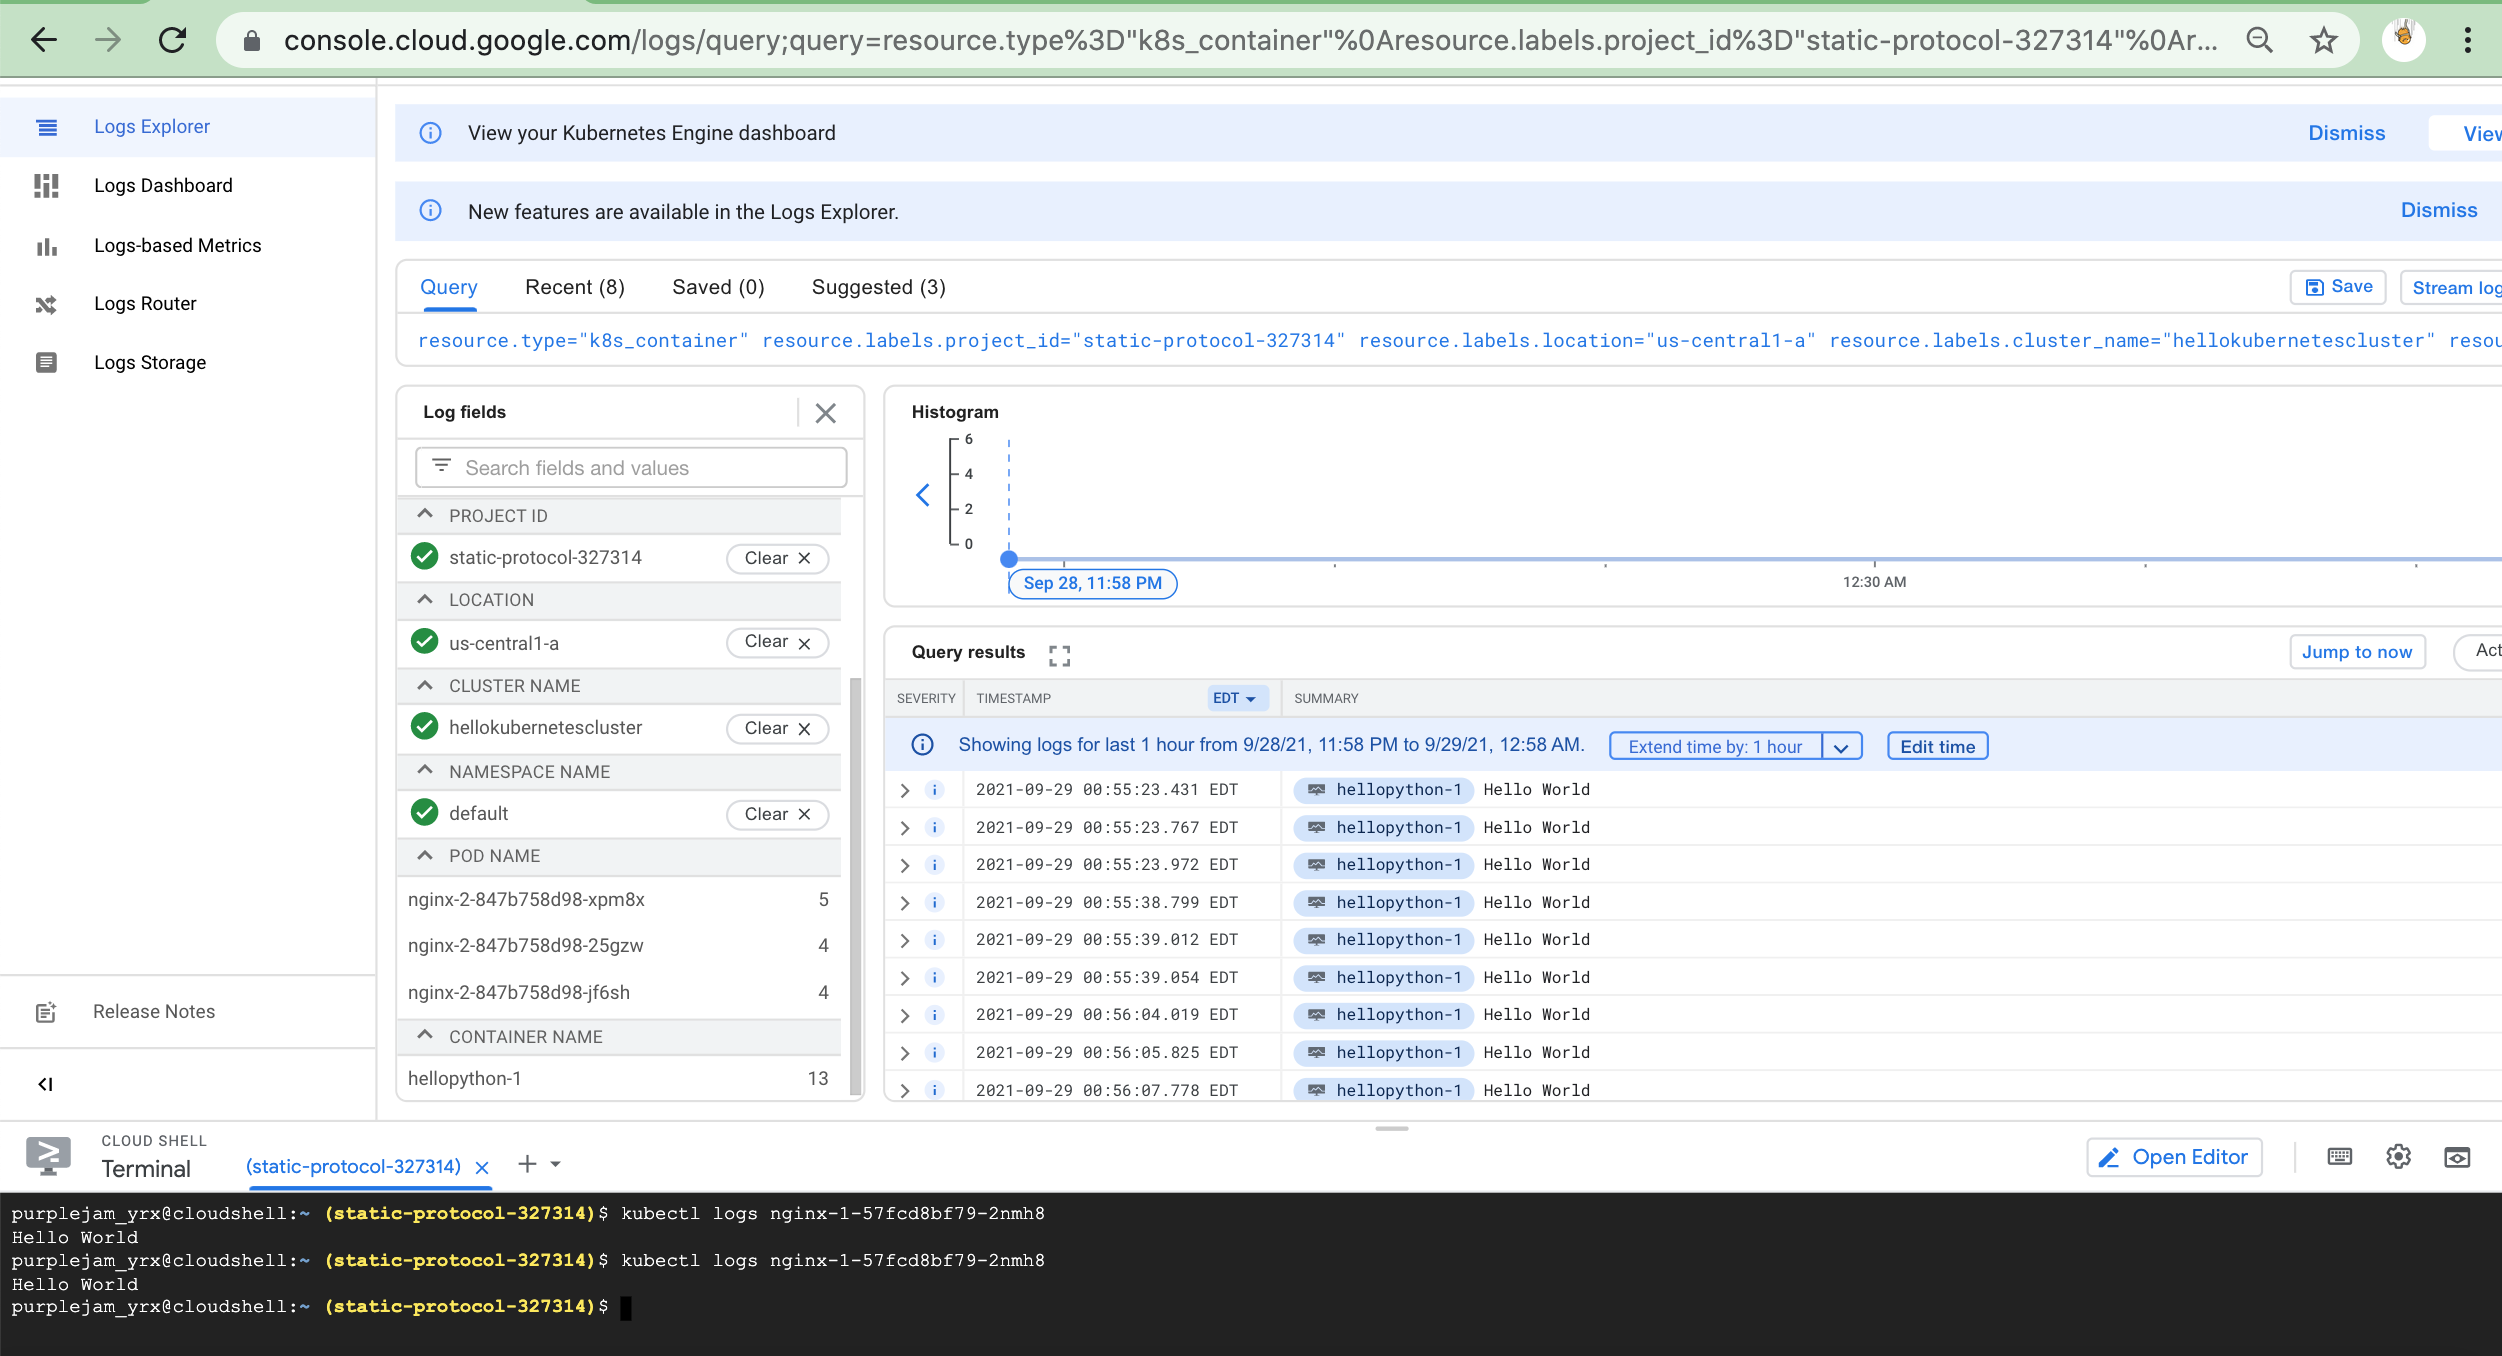 console.cloud.google.com/logs/query;query=resource.type%3D"k8s_container"%0Aresource.labels.project_id%3D"static-protocol-327314"%0Ar...
Logs Explorer
Logs Dashboard
Logs-based Metrics
Logs Router
Logs Storage
Release Notes
View your Kubernetes Engine dashboard
Dismiss
View
New features are available in the Logs Explorer.
Dismiss
Query Recent (8) Saved (0) Suggested (3)
Save
Stream log
resource.type="k8s_container" resource.labels.project_id="static-protocol-327314" resource.labels.location="us-central1-a" resource.labels.cluster_name="hellokubernetescluster" resou
Log fields
Search fields and values
PROJECT ID
static-protocol-327314 Clear
LOCATION
us-central1-a Clear
CLUSTER NAME
hellokubernetescluster Clear
NAMESPACE NAME
default Clear
POD NAME
nginx-2-847b758d98-xpm8x 5
nginx-2-847b758d98-25gzw 4
nginx-2-847b758d98-jf6sh 4
CONTAINER NAME
hellopython-1 13
Histogram
6
4
2
0
Sep 28, 11:58 PM
12:30 AM
Query results
Jump to now
Act
SEVERITY TIMESTAMP EDT SUMMARY
Showing logs for last 1 hour from 9/28/21, 11:58 PM to 9/29/21, 12:58 AM. Extend time by: 1 hour Edit time
i 2021-09-29 00:55:23.431 EDT hellopython-1 Hello World
i 2021-09-29 00:55:23.767 EDT hellopython-1 Hello World
i 2021-09-29 00:55:23.972 EDT hellopython-1 Hello World
i 2021-09-29 00:55:38.799 EDT hellopython-1 Hello World
i 2021-09-29 00:55:39.012 EDT hellopython-1 Hello World
i 2021-09-29 00:55:39.054 EDT hellopython-1 Hello World
i 2021-09-29 00:56:04.019 EDT hellopython-1 Hello World
i 2021-09-29 00:56:05.825 EDT hellopython-1 Hello World
i 2021-09-29 00:56:07.778 EDT hellopython-1 Hello World
CLOUD SHELL
Terminal
(static-protocol-327314)
Open Editor
purplejam_yrx@cloudshell:~ (static-protocol-327314)$ kubectl logs nginx-1-57fcd8bf79-2nmh8
Hello World
purplejam_yrx@cloudshell:~ (static-protocol-327314)$ kubectl logs nginx-1-57fcd8bf79-2nmh8
Hello World
purplejam_yrx@cloudshell:~ (static-protocol-327314)$